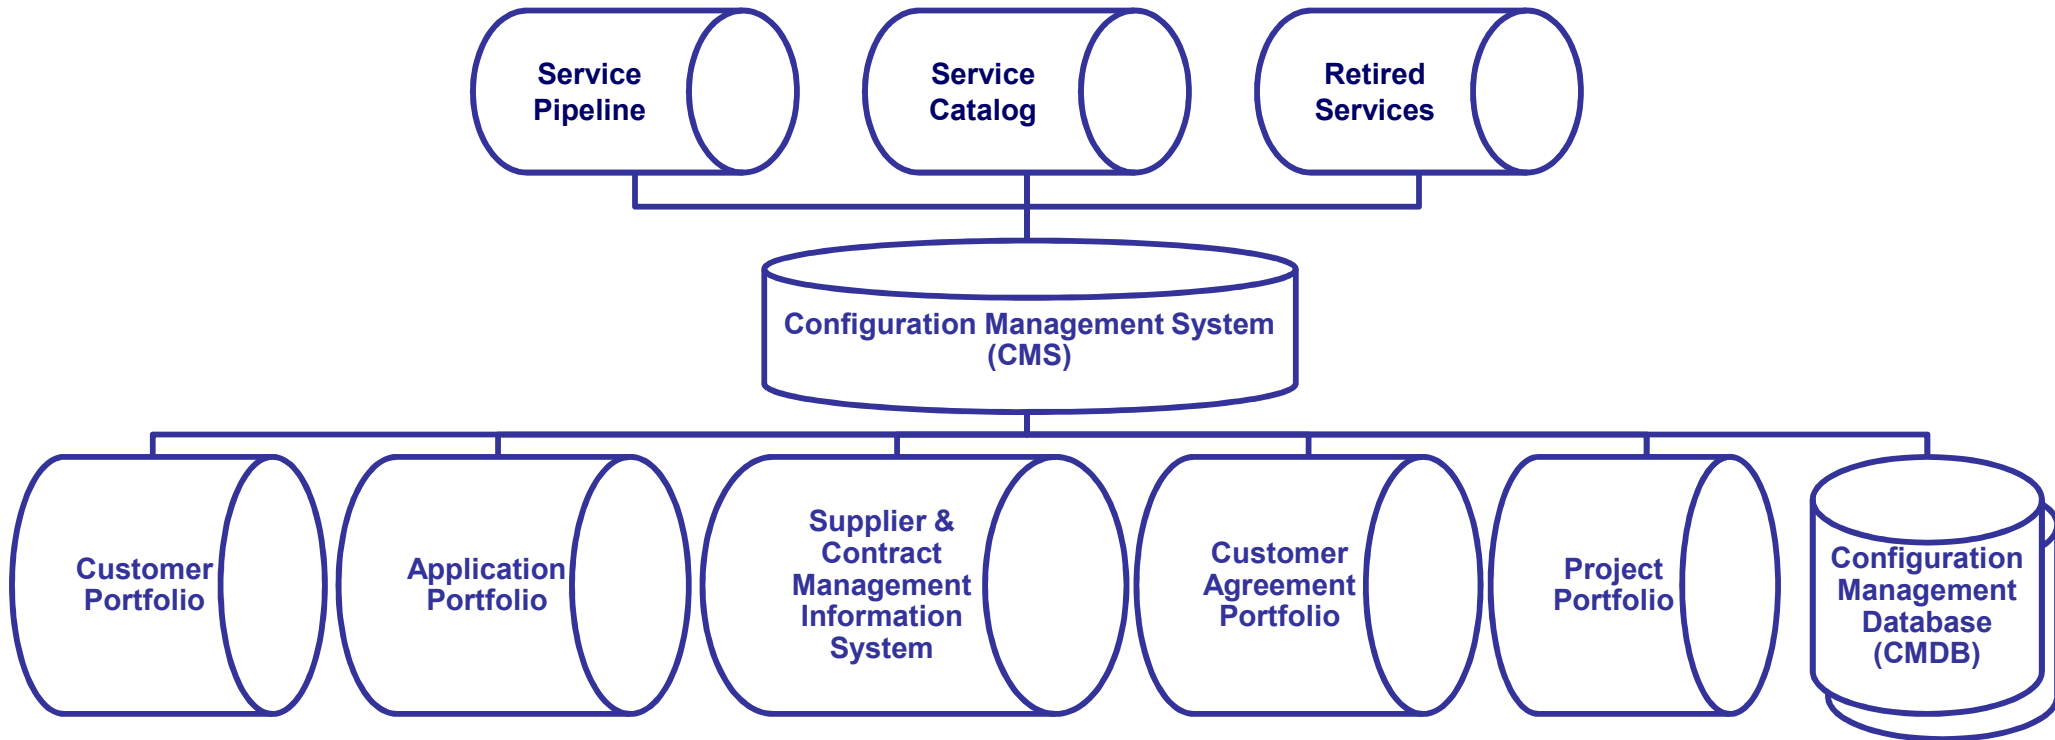 Service
Pipeline
Service
Catalog
Retired
Services
Configuration Management System
(CMS)
Customer
Portfolio
Application
Portfolio
Supplier &
Contract
Management
Information
System
Customer
Agreement
Portfolio
Project
Portfolio
Configuration
Management
Database
(CMDB)